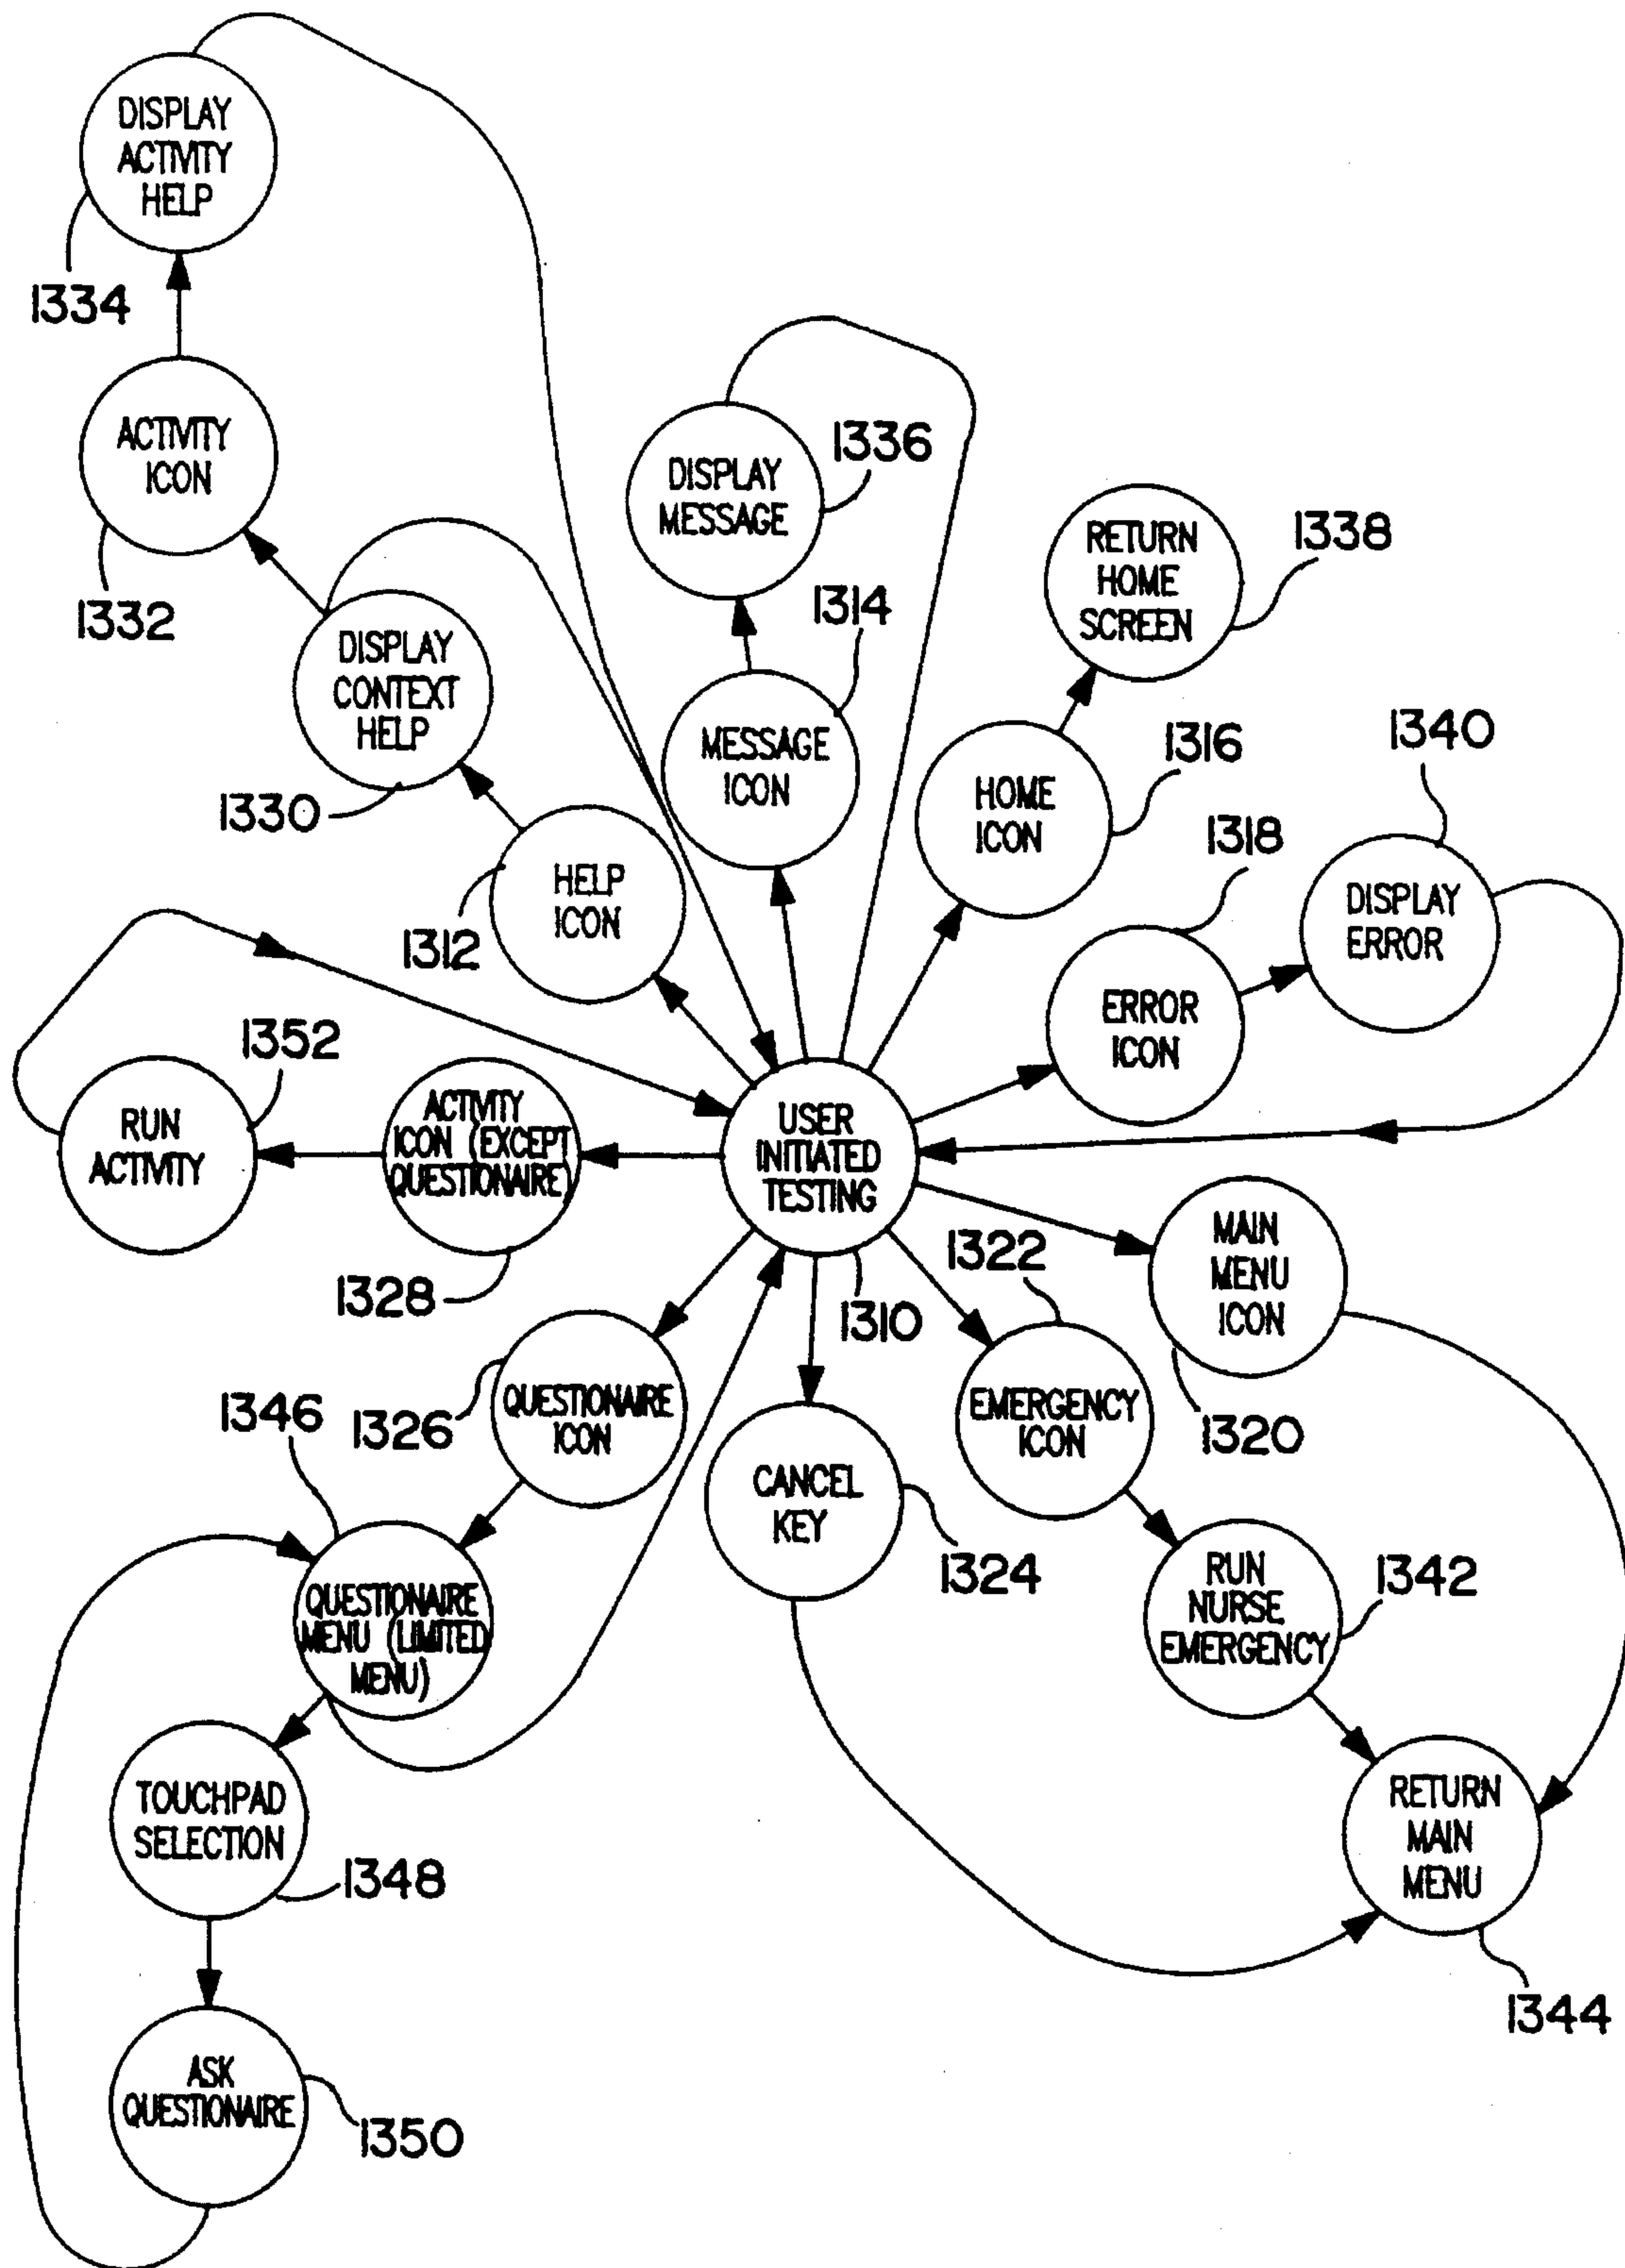 DISPLAY
ACTIVITY
HELP
1334
ACTIVITY
ICON
1332
DISPLAY
MESSAGE
1336
RETURN
HOME
SCREEN
1338
DISPLAY
CONTEXT
HELP
1330
1314
MESSAGE
ICON
HOME
ICON
1316
1340
1318
DISPLAY
ERROR
HELP
ICON
1312
ERROR
ICON
1352
RUN
ACTIVITY
ACTIVITY
ICON (EXCEPT
QUESTIONAIRE)
1328
USER
INITIATED
TESTING
1310
MAIN
MENU
ICON
1320
1322
EMERGENCY
ICON
1346
1326
QUESTIONAIRE
ICON
CANCEL
KEY
1324
QUESTIONAIRE
MENU (LIMITED
MENU)
RUN
NURSE
EMERGENCY
1342
TOUCHPAD
SELECTION
1348
RETURN
MAIN
MENU
1344
ASK
QUESTIONAIRE
1350